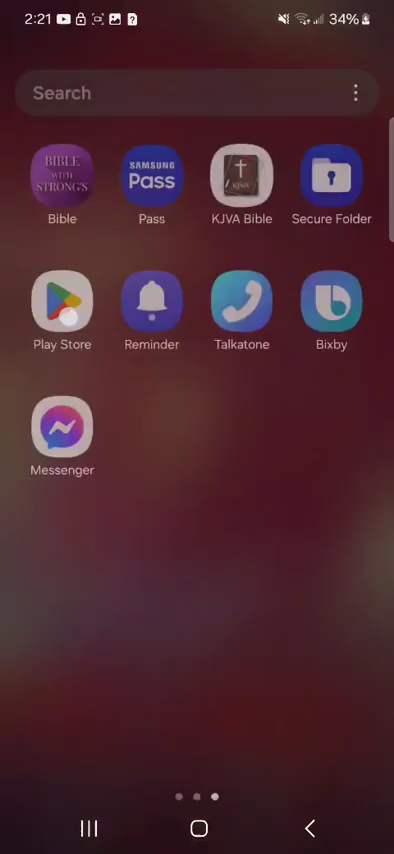 2:21 34%
Search
BIBLE
WITH
STRONG'S
SAMSUNG
Pass
KJVA
Bible Pass KJVA Bible Secure Folder
Play Store Reminder Talkatone Bixby
Messenger